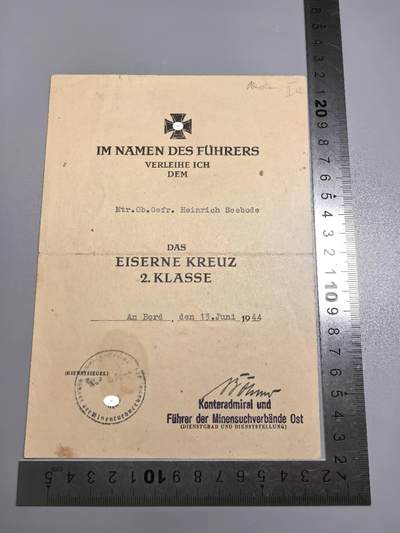 IM NAMEN DES FÜHRERS
VERLEIHE ICH
DEM
Mtr.Ob.Gefr. Heinrich Seebode
DAS
EISERNE KREUZ
2. KLASSE
An Bord, den 13. Juni 1944
(DIENSTSIEGEL)
Konteradmiral und
Führer der Minensuchverbände Ost
(DIENSTGRAD UND DIENSTSTELLUNG)